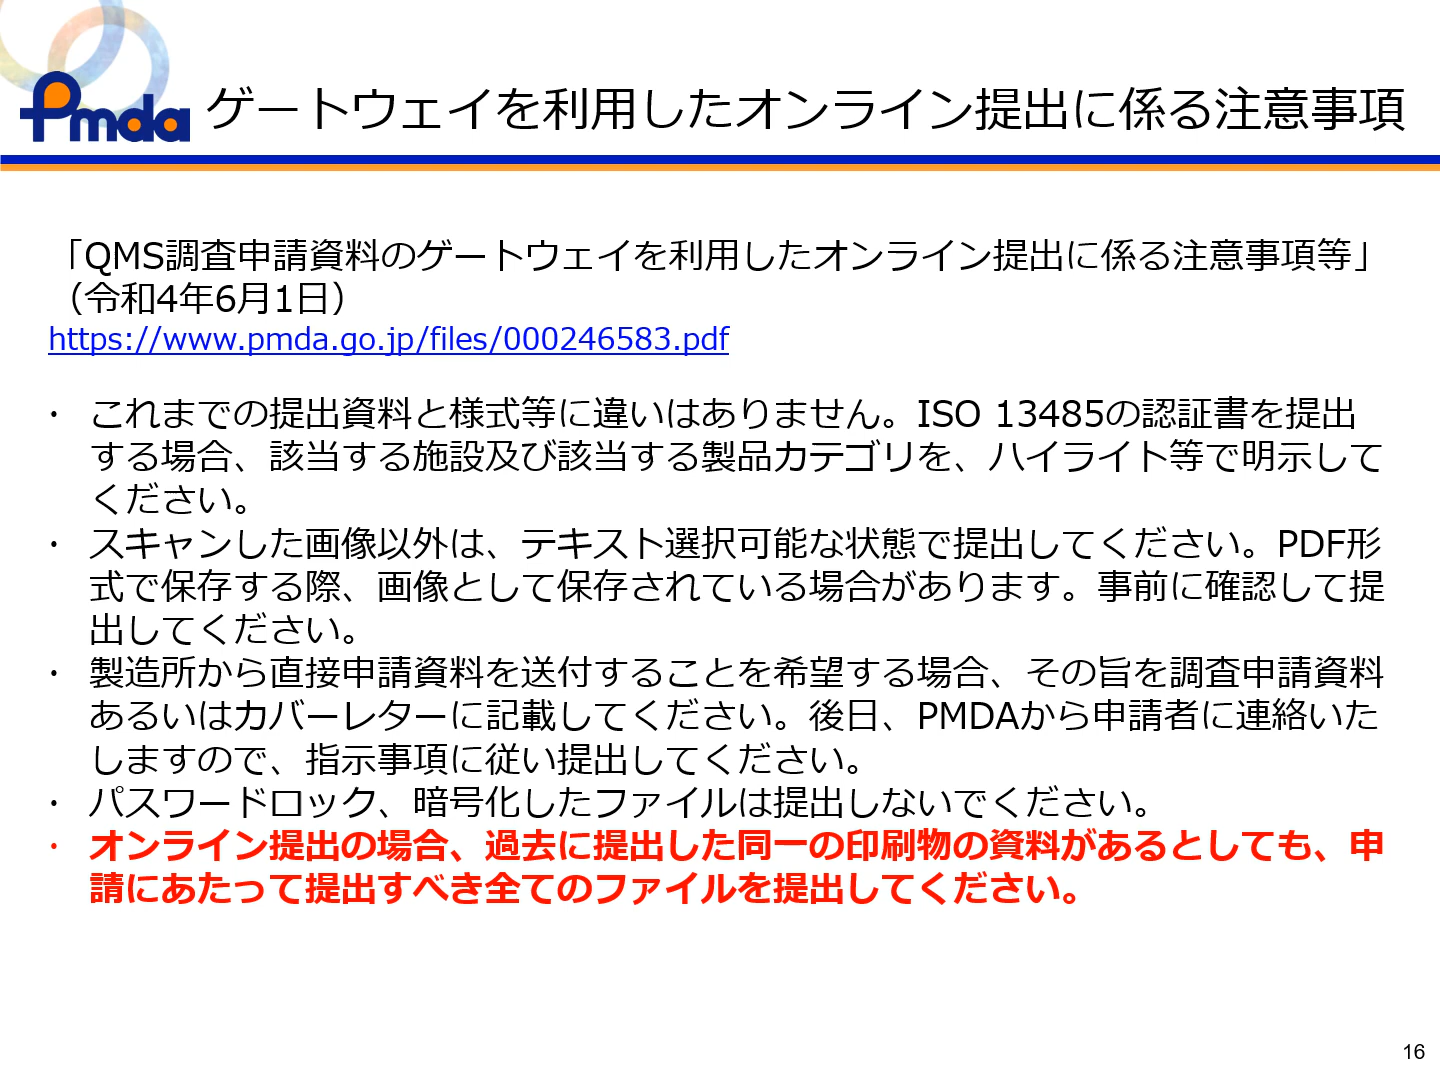 Pmda
ゲートウェイを利用したオンライン提出に係る注意事項
「QMS調査申請資料のゲートウェイを利用したオンライン提出に係る注意事項等」
（令和4年6月1日）
https://www.pmda.go.jp/files/000246583.pdf
・ これまでの提出資料と様式等に違いはありません。ISO 13485の認証書を提出
する場合、該当する施設及び該当する製品カテゴリを、ハイライト等で明示して
ください。
・ スキャンした画像以外は、テキスト選択可能な状態で提出してください。PDF形
式で保存する際、画像として保存されている場合があります。事前に確認して提
出してください。
・ 製造所から直接申請資料を送付することを希望する場合、その旨を調査申請資料
あるいはカバーレターに記載してください。後日、PMDAから申請者に連絡いた
しますので、指示事項に従い提出してください。
・ パスワードロック、暗号化したファイルは提出しないでください。
・ オンライン提出の場合、過去に提出した同一の印刷物の資料があるとしても、申
請にあたって提出すべき全てのファイルを提出してください。
16